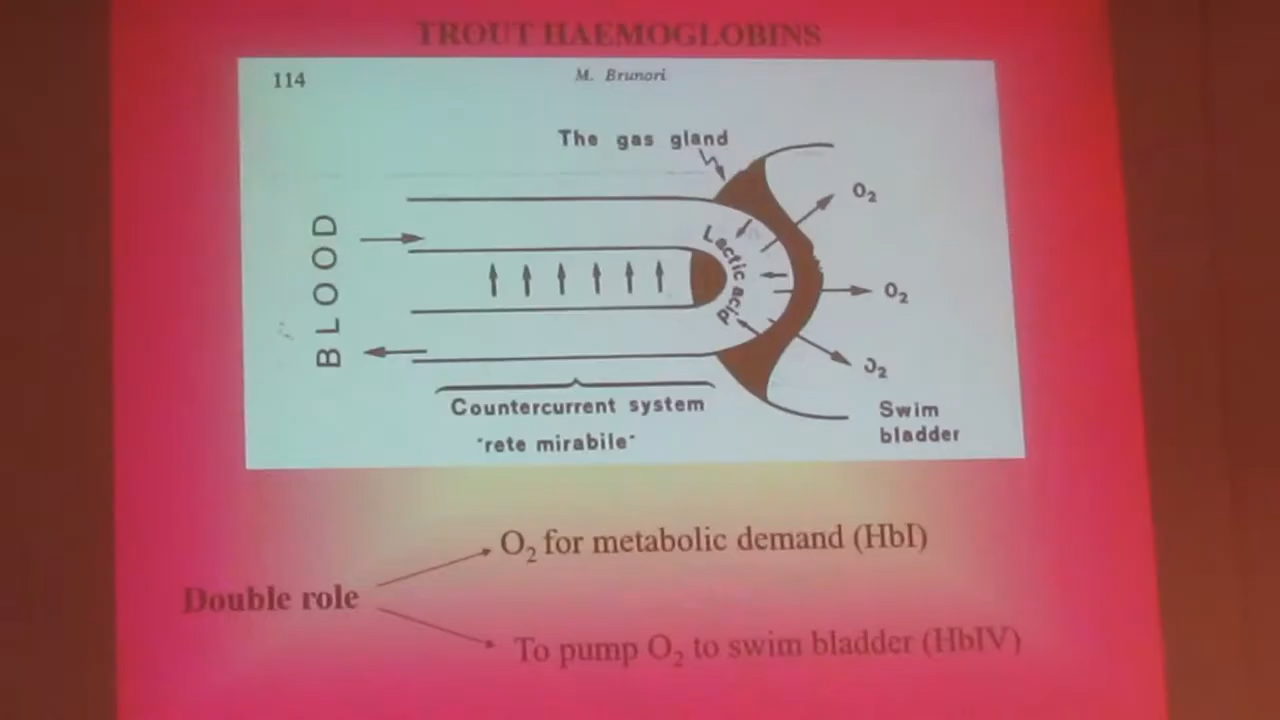 TROUT HAEMOGLOBINS
114
M. Brunori
The gas gland
O2
BLOOD
Lactic acid
O2
O2
Countercurrent system
"rete mirabile"
Swim
bladder
O2 for metabolic demand (HbI)
Double role
To pump O2 to swim bladder (HbIV)